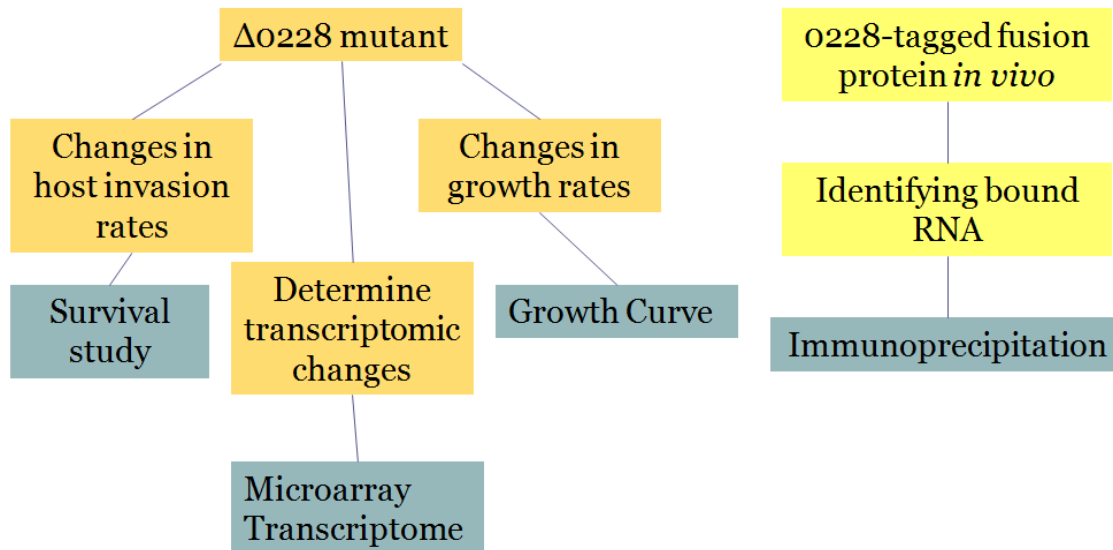 Δ0228 mutant
Changes in
host invasion
rates
Survival
study
Determine
transcriptomic
changes
Microarray
Transcriptome
Changes in
growth rates
Growth Curve
0228-tagged fusion
protein in vivo
Identifying bound
RNA
Immunoprecipitation